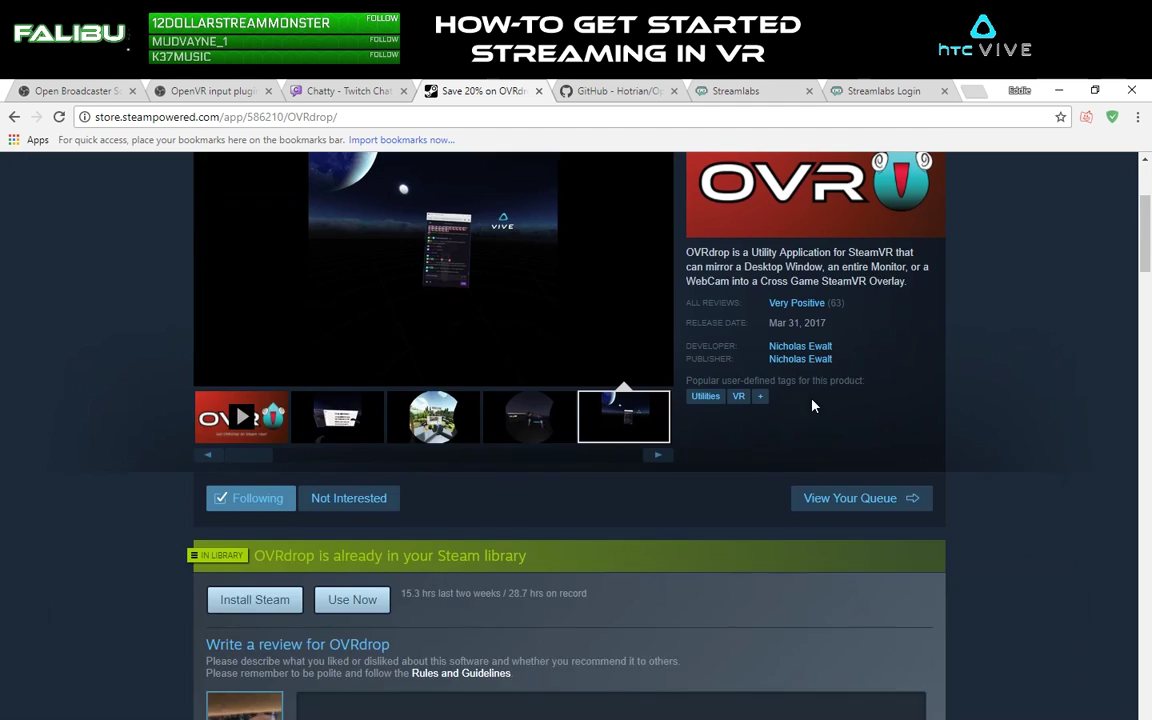 FALIBU
12DOLLARSTREAMMONSTER FOLLOW
MUDVAYNE_1 FOLLOW
K37MUSIC FOLLOW
HOW-TO GET STARTED
STREAMING IN VR
htc VIVE
Open Broadcaster So
OpenVR input plugi
Chatty - Twitch Chat
Save 20% on OVRdr
GitHub - Hotrian/Op
Streamlabs
Streamlabs Login
Eddie
store.steampowered.com/app/586210/OVRdrop/
Apps For quick access, place your bookmarks here on the bookmarks bar. Import bookmarks now...
VIVE
OVR
OVRdrop is a Utility Application for SteamVR that
can mirror a Desktop Window, an entire Monitor, or a
WebCam into a Cross Game SteamVR Overlay.
ALL REVIEWS: Very Positive (63)
RELEASE DATE: Mar 31, 2017
DEVELOPER: Nicholas Ewalt
PUBLISHER: Nicholas Ewalt
Popular user-defined tags for this product:
Utilities VR +
Following Not Interested View Your Queue
IN LIBRARY OVRdrop is already in your Steam library
Install Steam Use Now 15.3 hrs last two weeks / 28.7 hrs on record
Write a review for OVRdrop
Please describe what you liked or disliked about this software and whether you recommend it to others.
Please remember to be polite and follow the Rules and Guidelines.